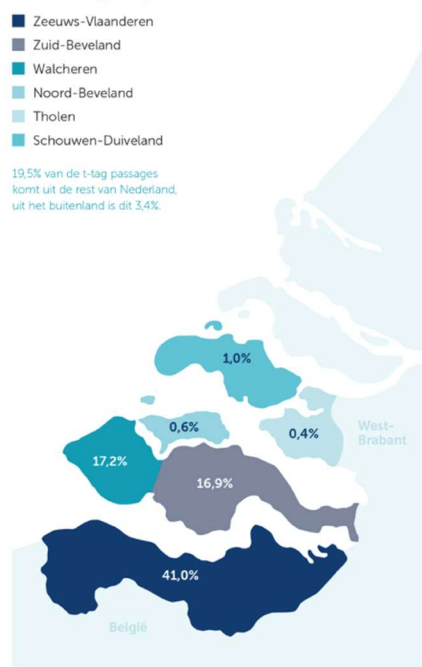 Zeeuws-Vlaanderen
Zuid-Beveland
Walcheren
Noord-Beveland
Tholen
Schouwen-Duiveland
19,5% van de t-tag passages
komt uit de rest van Nederland,
uit het buitenland is dit 3,4%.
1,0%
0,6%
0,4%
West-
Brabant
17,2%
16,9%
41,0%
België